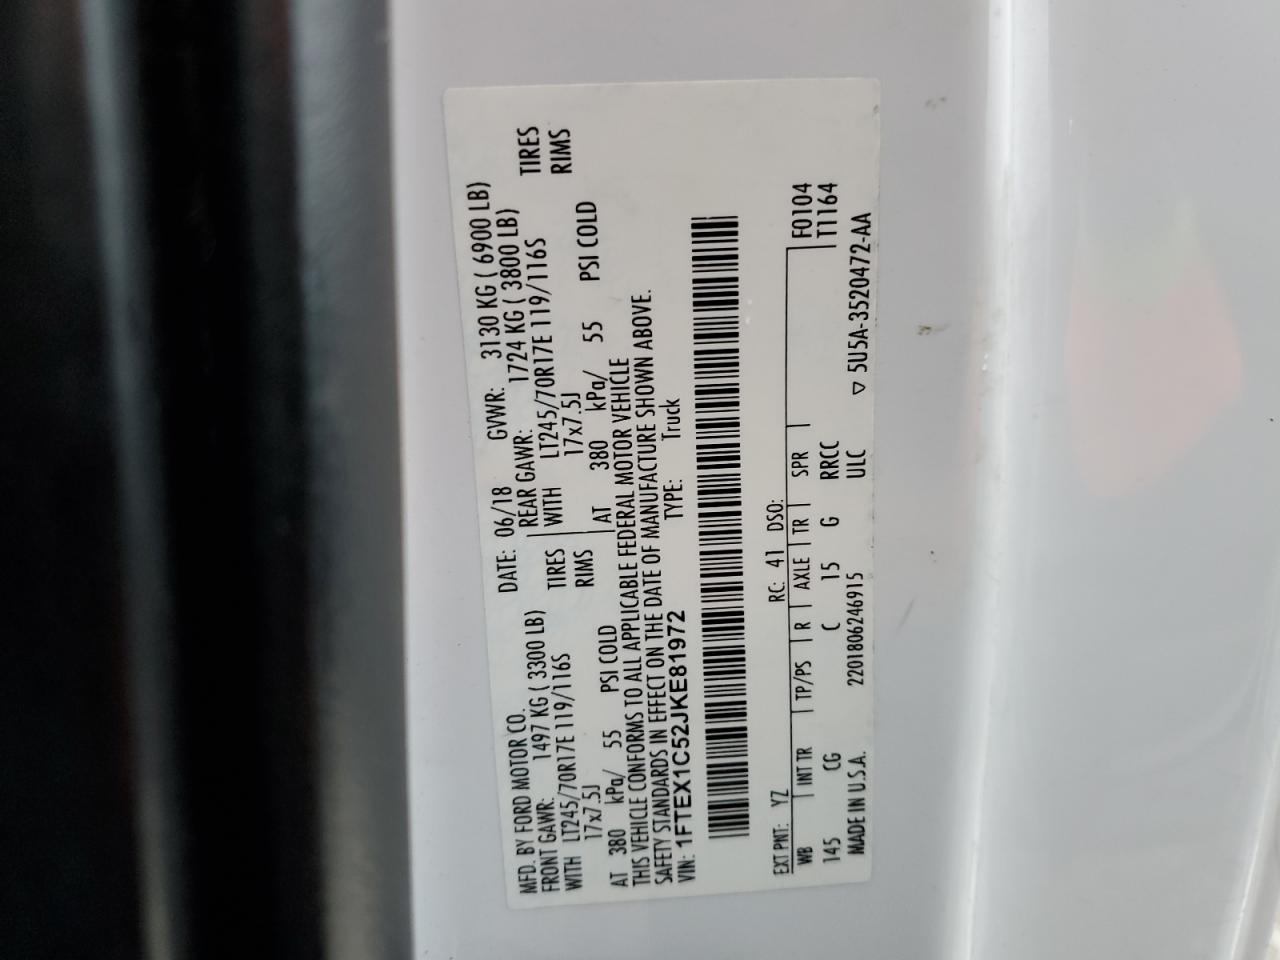 MFD. BY FORD MOTOR CO.
DATE: 06/18 GVWR: 3130 KG ( 6900 LB)
FRONT GAWR: 1497 KG ( 3300 LB)
REAR GAWR: 1724 KG ( 3800 LB)
WITH LT245/70R17E 119/116S TIRES
WITH LT245/70R17E 119/116S TIRES
17x7.5J RIMS
17x7.5J RIMS
AT 380 kPa/ 55 PSI COLD
AT 380 kPa/ 55 PSI COLD
THIS VEHICLE CONFORMS TO ALL APPLICABLE FEDERAL MOTOR VEHICLE
SAFETY STANDARDS IN EFFECT ON THE DATE OF MANUFACTURE SHOWN ABOVE.
VIN: 1FTEX1C52JKE81972 TYPE: Truck
EXT PNT: YZ RC: 41 DSO:
WB INT TR TP/PS R AXLE TR SPR F0104
145 CG C 15 G RRCC T1164
MADE IN U.S.A. 2201806246915 ULC ▽ 5U5A-3520472-AA